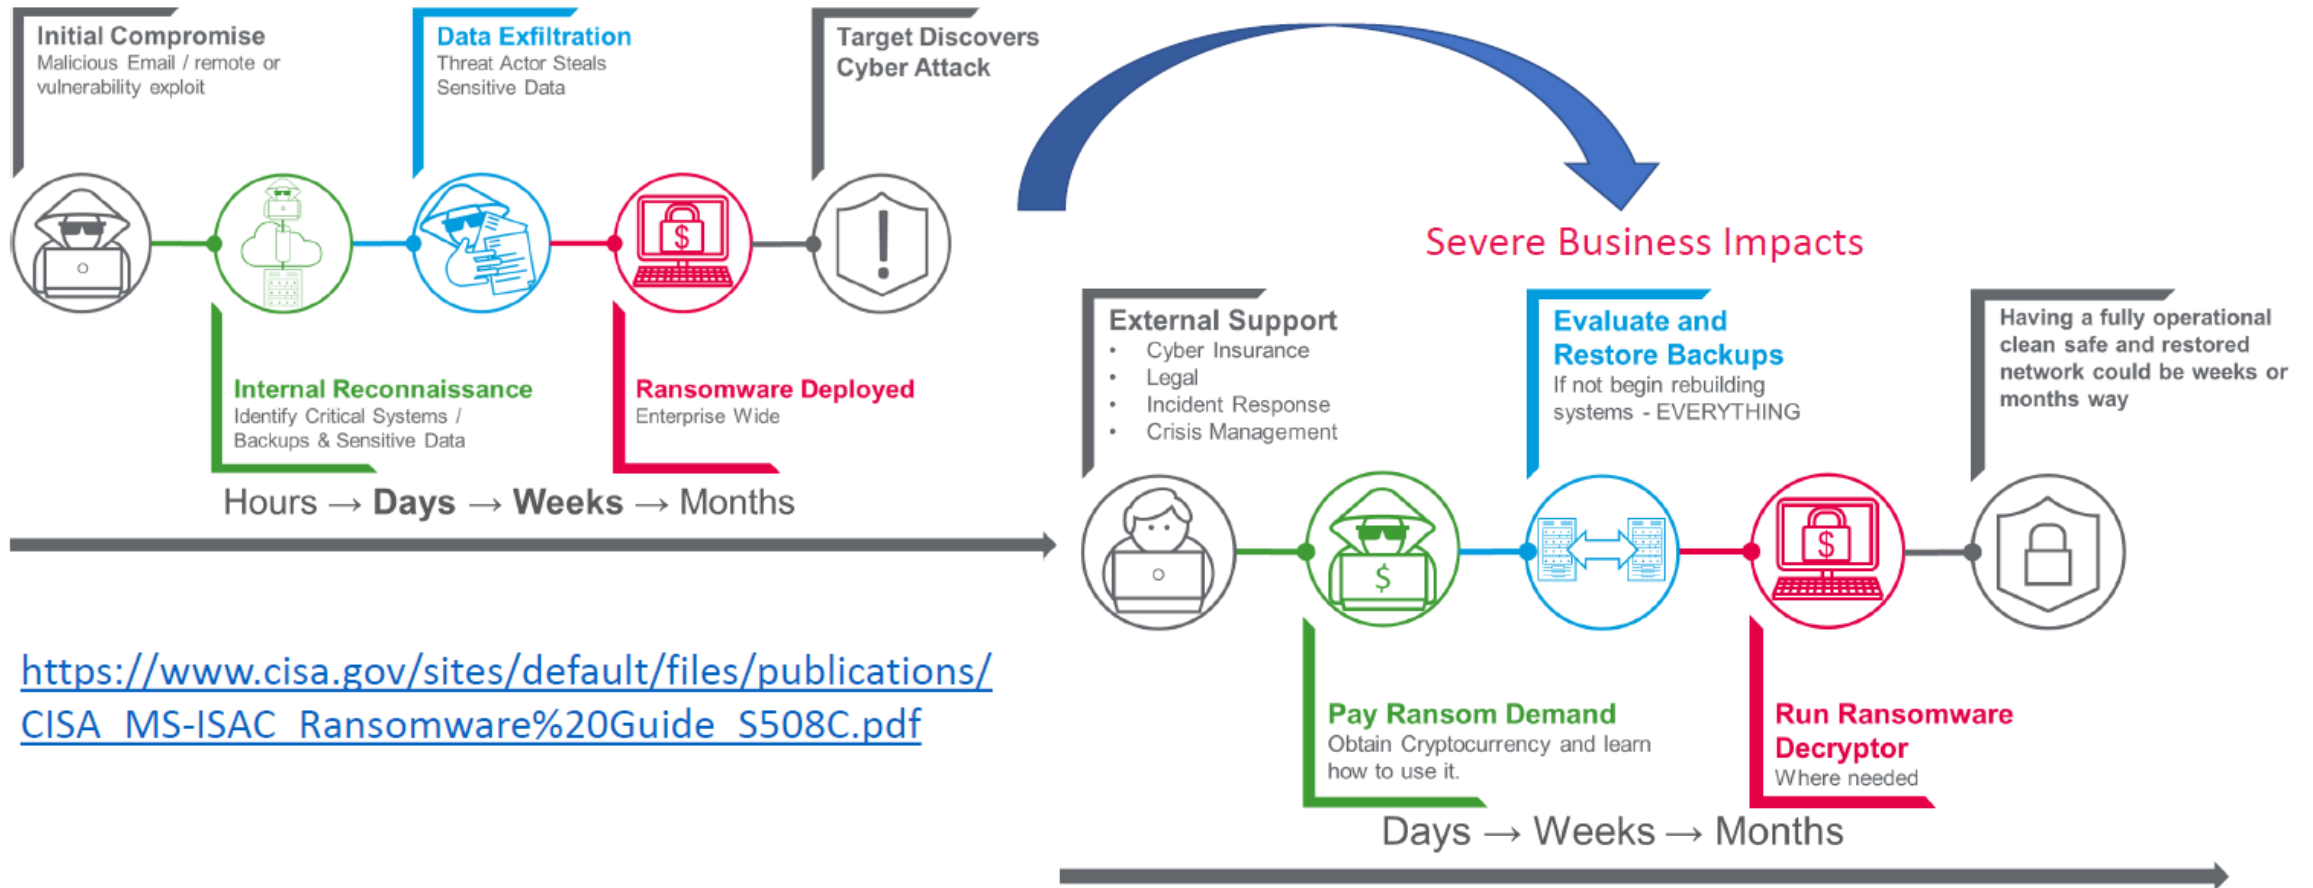 Initial Compromise
Malicious Email / remote or
vulnerability exploit
Data Exfiltration
Threat Actor Steals
Sensitive Data
Target Discovers
Cyber Attack
$
!
Internal Reconnaissance
Identify Critical Systems /
Backups & Sensitive Data
Ransomware Deployed
Enterprise Wide
Hours → Days → Weeks → Months
Severe Business Impacts
External Support
• Cyber Insurance
• Legal
• Incident Response
• Crisis Management
Evaluate and
Restore Backups
If not begin rebuilding
systems - EVERYTHING
Having a fully operational
clean safe and restored
network could be weeks or
months way
$
$
Pay Ransom Demand
Obtain Cryptocurrency and learn
how to use it.
Run Ransomware
Decryptor
Where needed
Days → Weeks → Months
https://www.cisa.gov/sites/default/files/publications/
CISA_MS-ISAC_Ransomware%20Guide_S508C.pdf